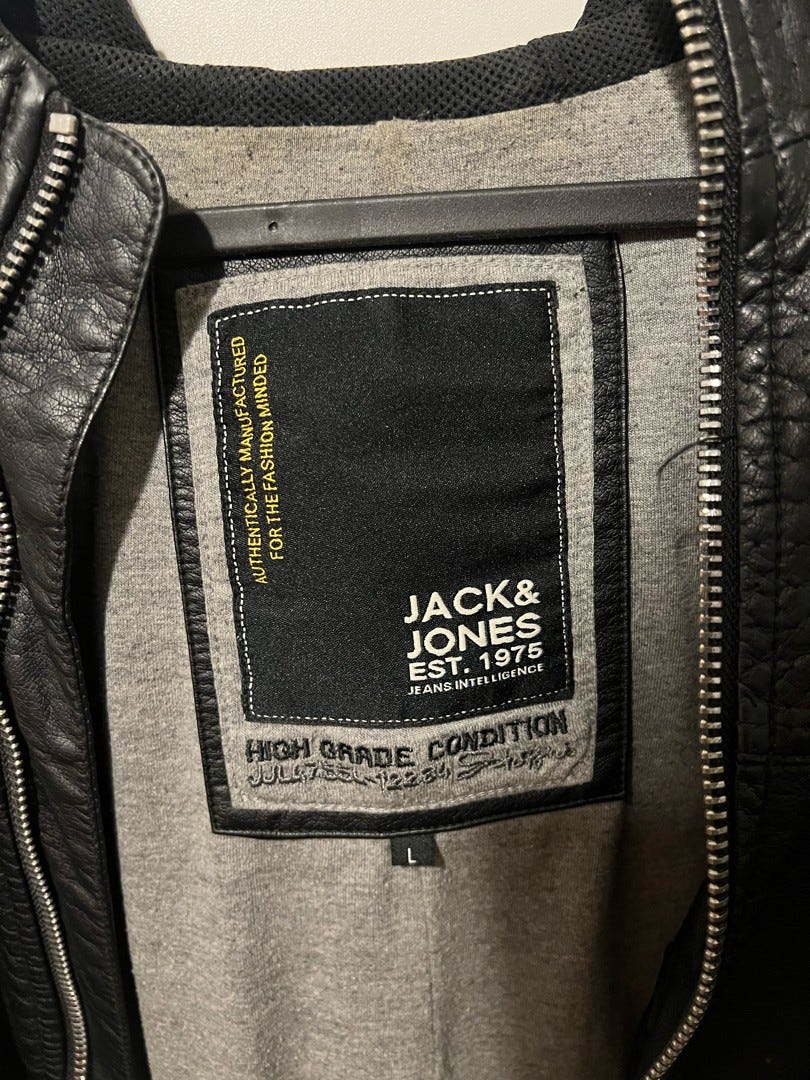 AUTHENTICALLY MANUFACTURED
FOR THE FASHION MINDED
JACK&
JONES
EST. 1975
JEANS INTELLIGENCE
HIGH GRADE CONDITION
L